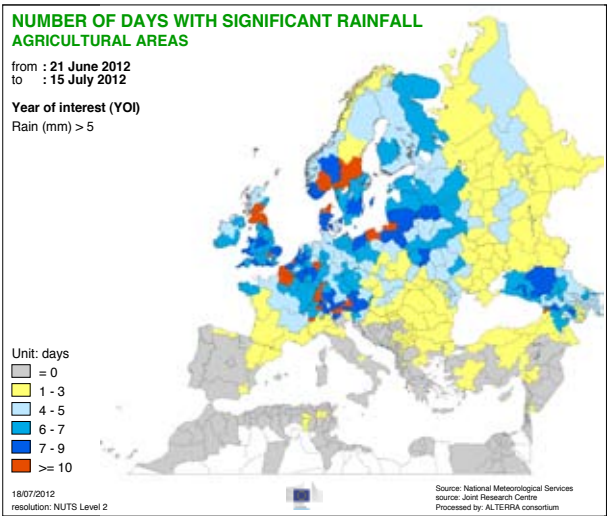 NUMBER OF DAYS WITH SIGNIFICANT RAINFALL
AGRICULTURAL AREAS
from : 21 June 2012
to : 15 July 2012
Year of interest (YOI)
Rain (mm) > 5
Unit: days
= 0
1 - 3
4 - 5
6 - 7
7 - 9
>= 10
18/07/2012
resolution: NUTS Level 2
Source: National Meteorological Services
source: Joint Research Centre
Processed by: ALTERRA consortium